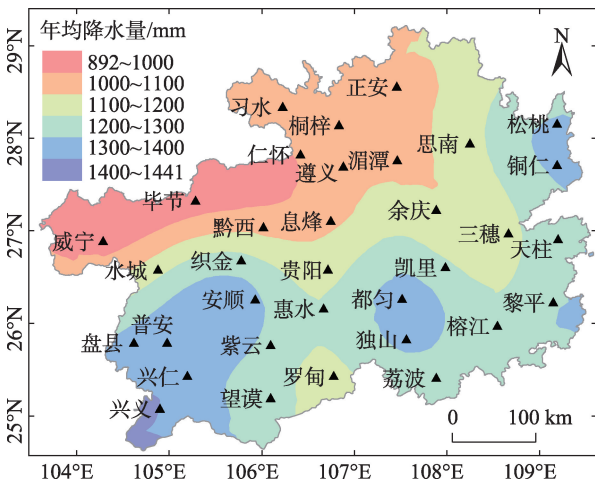 年均降水量/mm
892~1000
1000~1100
1100~1200
1200~1300
1300~1400
1400~1441
N
29°N
28°N
27°N
26°N
25°N
正安
习水
桐梓
松桃
思南
仁怀
遵义
湄潭
铜仁
毕节
余庆
黔西
息烽
三穗
威宁
天柱
织金
水城
贵阳
凯里
安顺
惠水
都匀
黎平
普安
盘县
紫云
独山
榕江
兴仁
罗甸
荔波
望谟
兴义
0 100 km
104°E 105°E 106°E 107°E 108°E 109°E